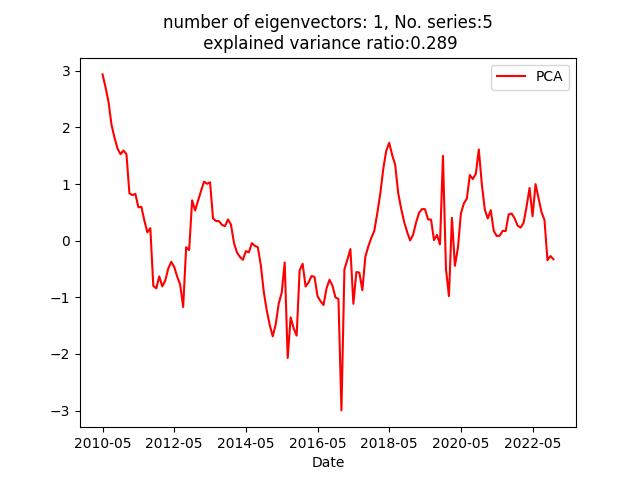 number of eigenvectors: 1, No. series:5
explained variance ratio:0.289
PCA
3
2
1
0
−1
−2
−3
2010-05 2012-05 2014-05 2016-05 2018-05 2020-05 2022-05
Date